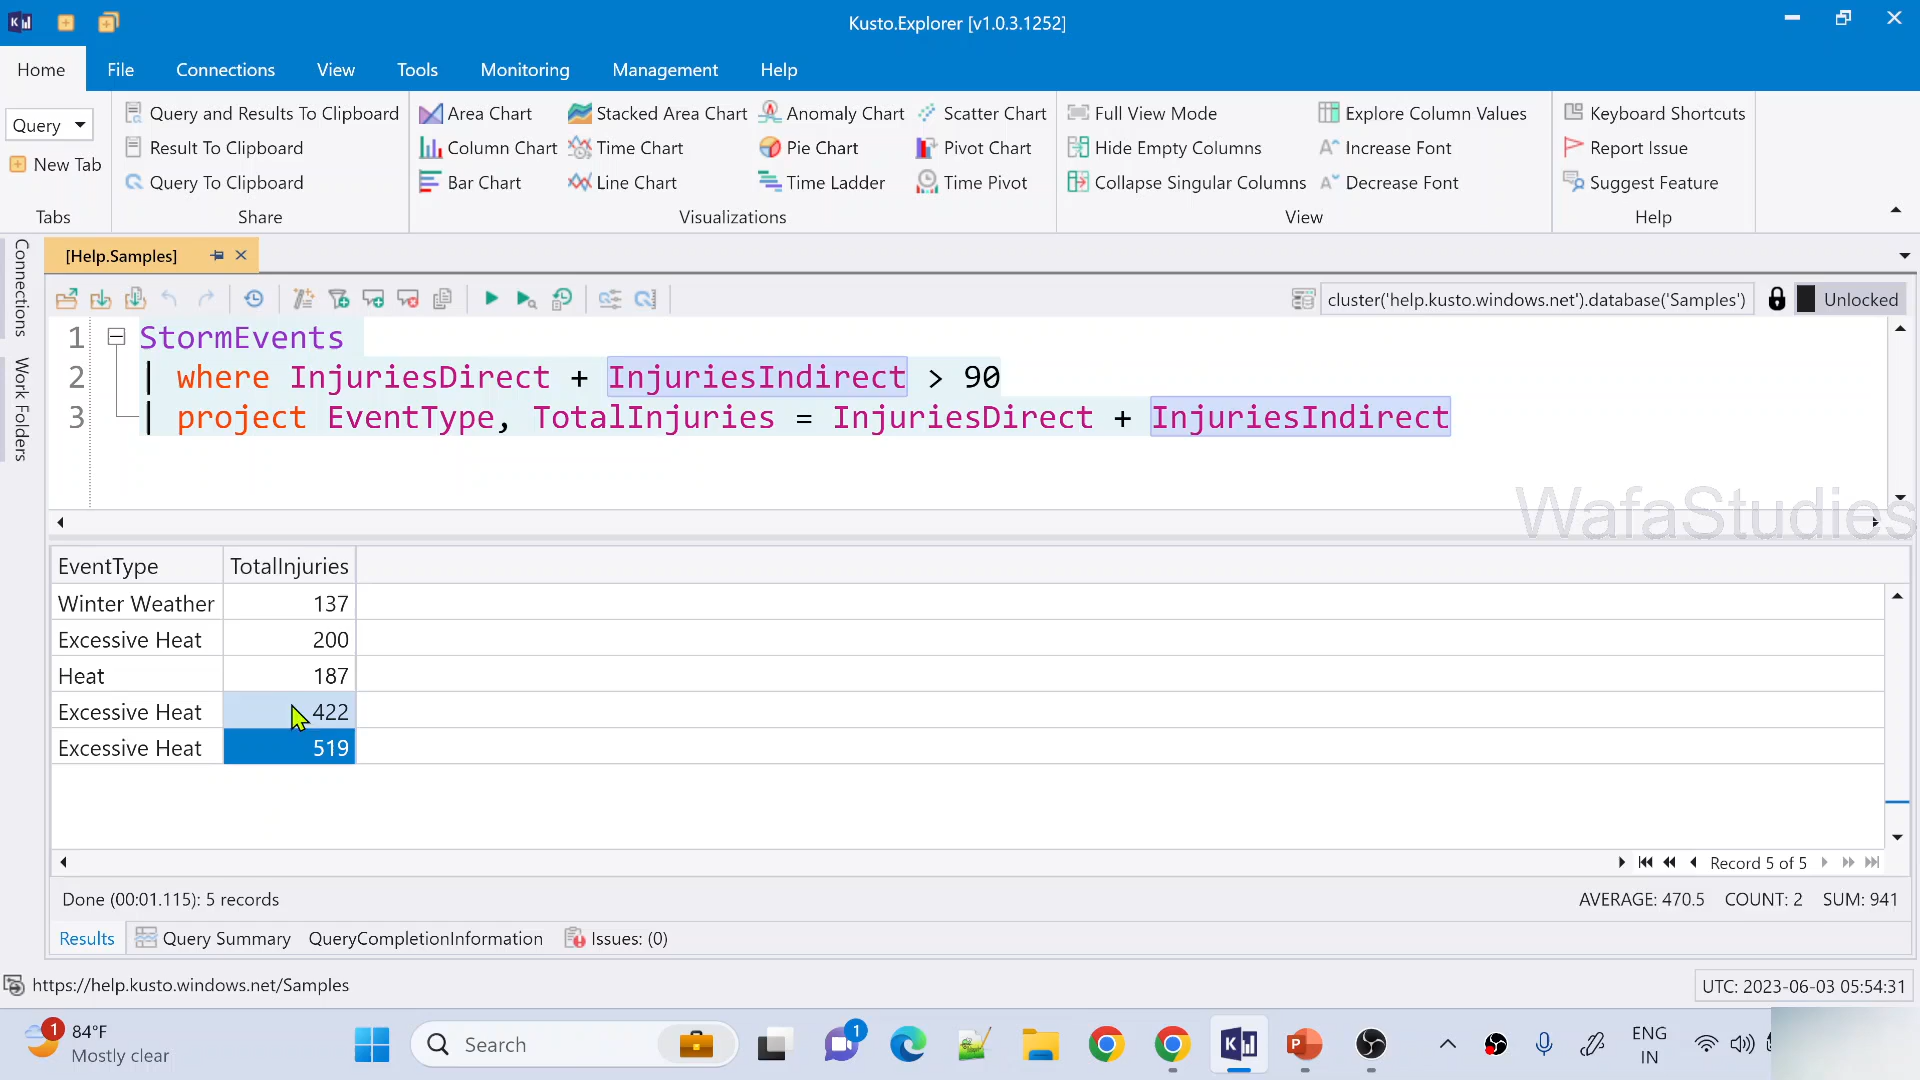 Kusto.Explorer [v1.0.3.1252]
Home File Connections View Tools Monitoring Management Help
Query
New Tab
Tabs
Query and Results To Clipboard
Result To Clipboard
Query To Clipboard
Share
Area Chart Stacked Area Chart Anomaly Chart Scatter Chart
Column Chart Time Chart Pie Chart Pivot Chart
Bar Chart Line Chart Time Ladder Time Pivot
Visualizations
Full View Mode Explore Column Values
Hide Empty Columns Increase Font
Collapse Singular Columns Decrease Font
View
Keyboard Shortcuts
Report Issue
Suggest Feature
Help
Connections
Work Folders
[Help.Samples]
cluster('help.kusto.windows.net').database('Samples') Unlocked
1 StormEvents
2 | where InjuriesDirect + InjuriesIndirect > 90
3 | project EventType, TotalInjuries = InjuriesDirect + InjuriesIndirect
WafaStudies
EventType TotalInjuries
Winter Weather 137
Excessive Heat 200
Heat 187
Excessive Heat 422
Excessive Heat 519
Record 5 of 5
Done (00:01.115): 5 records AVERAGE: 470.5 COUNT: 2 SUM: 941
Results Query Summary QueryCompletionInformation Issues: (0)
https://help.kusto.windows.net/Samples UTC: 2023-06-03 05:54:31
1 84°F
Mostly clear
Search
1
ENG
IN